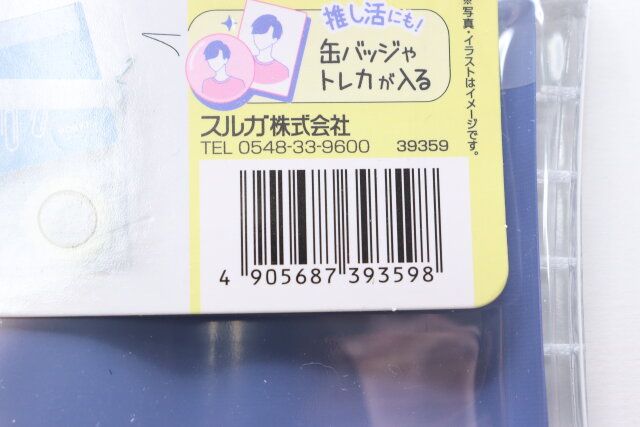 推し活にも!
缶バッジや
トレカが入る
※写真・イラストはイメージです。
スルガ株式会社
TEL 0548-33-9600 39359
4 905687 393598